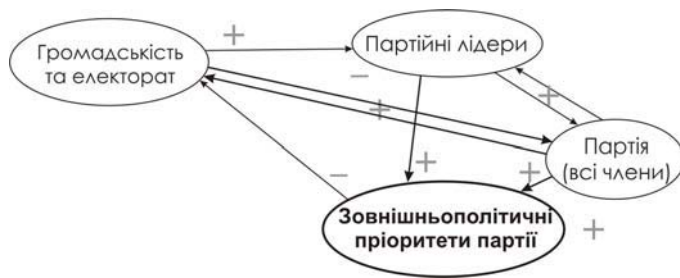 Громадськість
та електорат
+
Партійні лідери
–
+
+
Партія
(всі члени)
–
+
+
Зовнішньополітичні
пріоритети партії
+